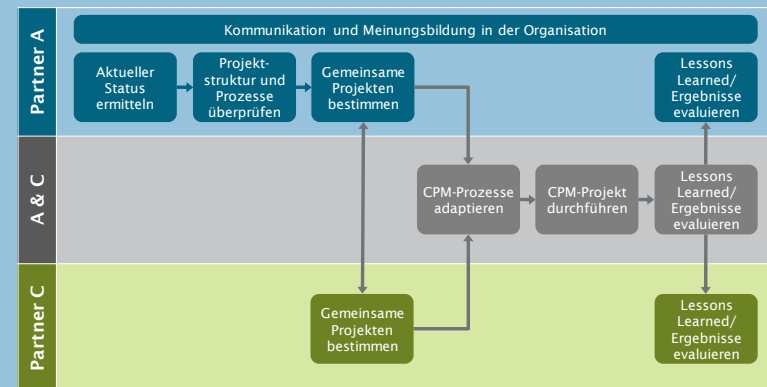 Partner A
Kommunikation und Meinungsbildung in der Organisation
Aktueller
Status
ermitteln
Projekt-
struktur und
Prozesse
überprüfen
Gemeinsame
Projekten
bestimmen
Lessons
Learned/
Ergebnisse
evaluieren
A & C
CPM-Prozesse
adaptieren
CPM-Projekt
durchführen
Lessons
Learned/
Ergebnisse
evaluieren
Partner C
Gemeinsame
Projekten
bestimmen
Lessons
Learned/
Ergebnisse
evaluieren